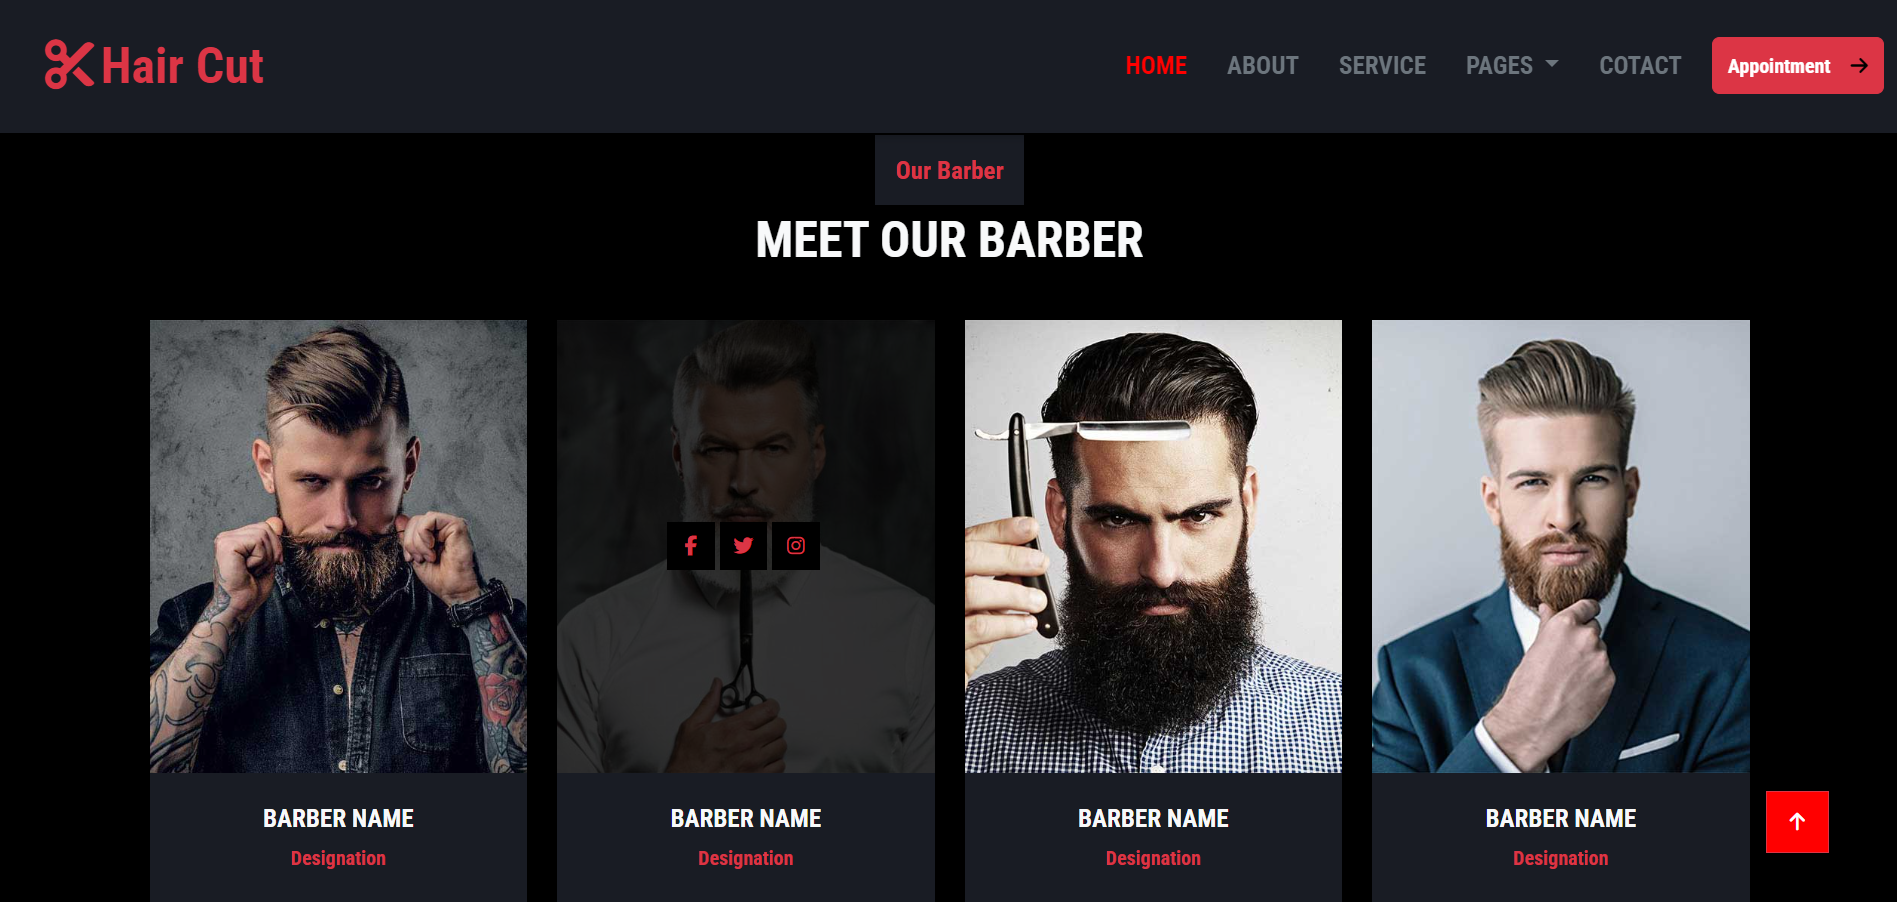 Hair Cut
HOME ABOUT SERVICE PAGES COTACT Appointment
Our Barber
MEET OUR BARBER
BARBER NAME BARBER NAME BARBER NAME BARBER NAME
Designation Designation Designation Designation